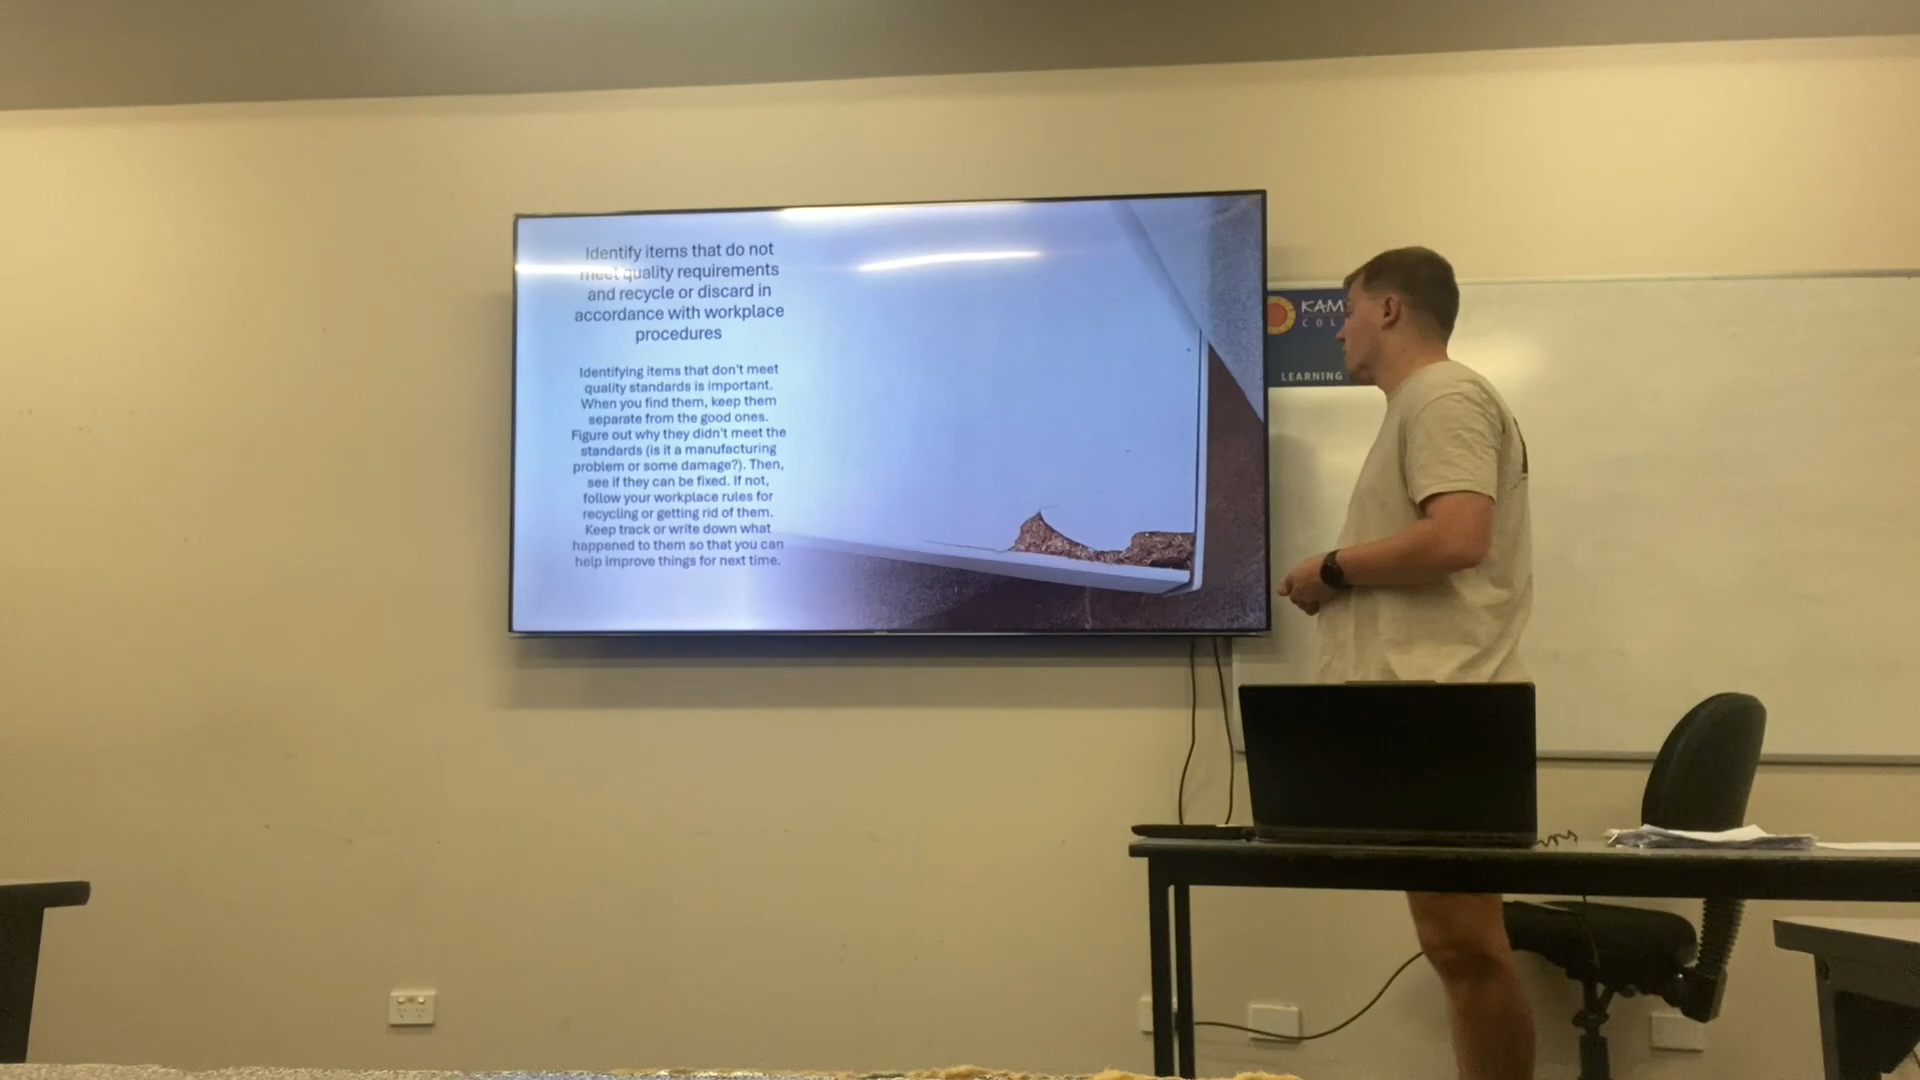 Identify items that do not
meet quality requirements
and recycle or discard in
accordance with workplace
procedures
Identifying items that don't meet
quality standards is important.
When you find them, keep them
separate from the good ones.
Figure out why they didn't meet the
standards (is it a manufacturing
problem or some damage?). Then,
see if they can be fixed. If not,
follow your workplace rules for
recycling or getting rid of them.
Keep track or write down what
happened to them so that you can
help improve things for next time.
KAM
COL
LEARNING